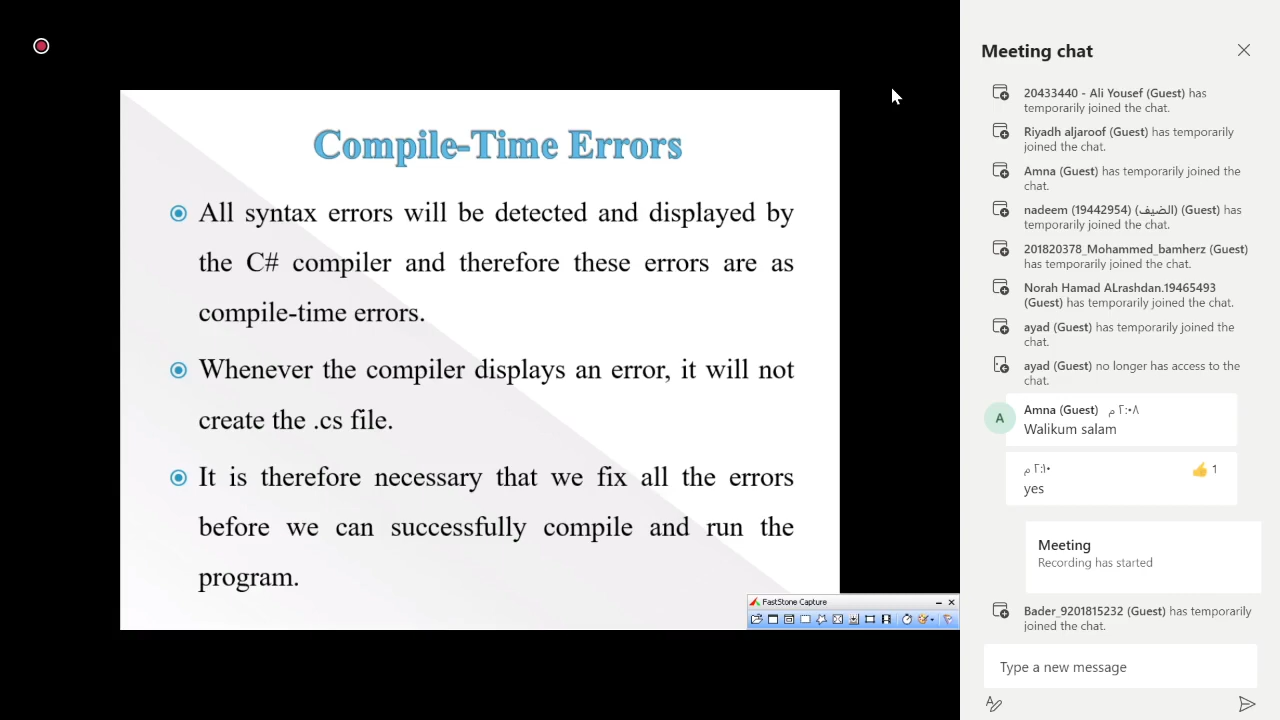 Compile-Time Errors
All syntax errors will be detected and displayed by
the C# compiler and therefore these errors are as
compile-time errors.
Whenever the compiler displays an error, it will not
create the .cs file.
It is therefore necessary that we fix all the errors
before we can successfully compile and run the
program.
FastStone Capture
Meeting chat
20433440 - Ali Yousef (Guest) has
temporarily joined the chat.
Riyadh aljaroof (Guest) has temporarily
joined the chat.
Amna (Guest) has temporarily joined the
chat.
nadeem (19442954) (الضيف) (Guest) has
temporarily joined the chat.
201820378_Mohammed_bamherz (Guest)
has temporarily joined the chat.
Norah Hamad ALrashdan.19465493
(Guest) has temporarily joined the chat.
ayad (Guest) has temporarily joined the
chat.
ayad (Guest) no longer has access to the
chat.
A
Amna (Guest) ٢:٠٨ م
Walikum salam
٢:١٠ م
👍 1
yes
Meeting
Recording has started
Bader_9201815232 (Guest) has temporarily
joined the chat.
Type a new message